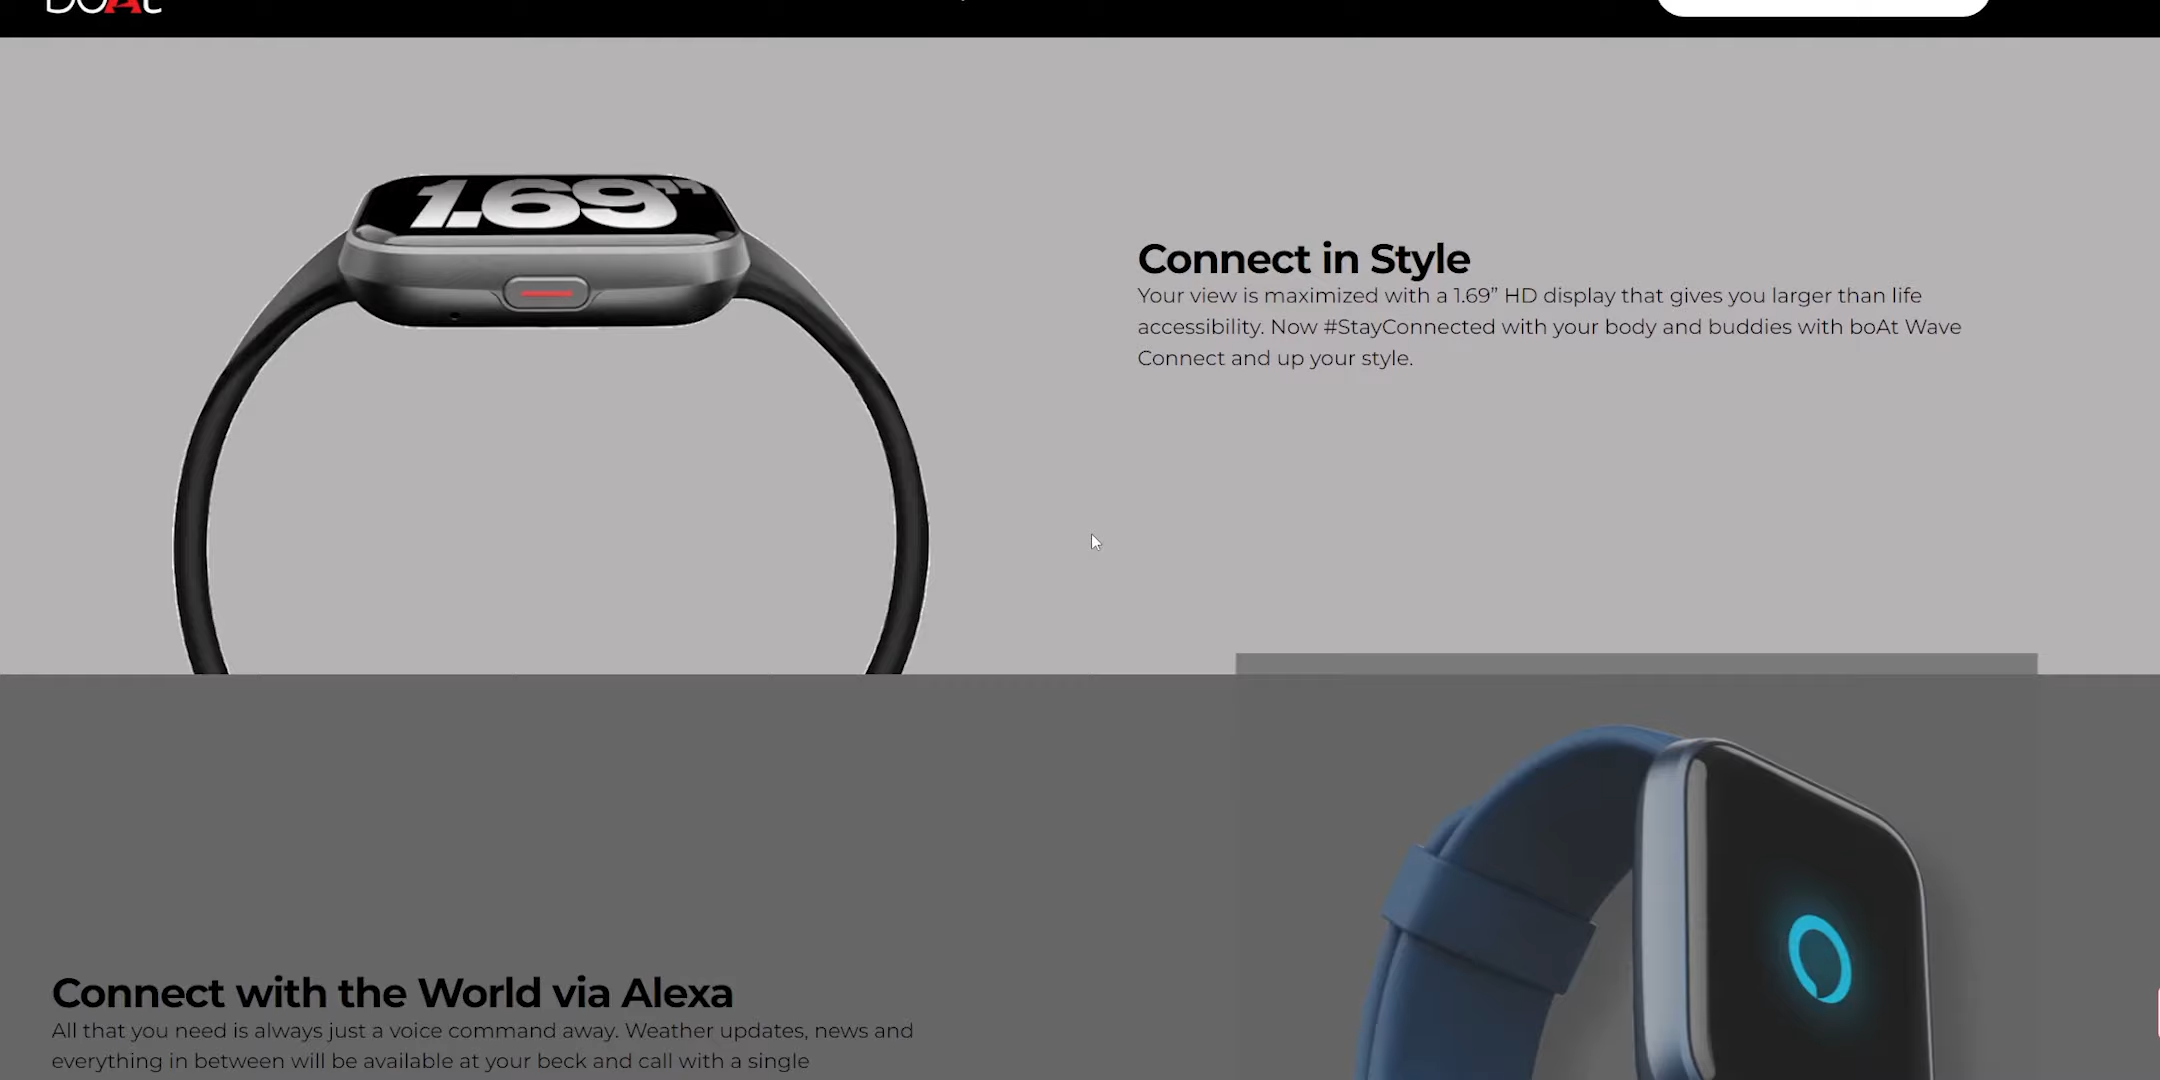 boAt
1.69"
Connect in Style
Your view is maximized with a 1.69” HD display that gives you larger than life
accessibility. Now #StayConnected with your body and buddies with boAt Wave
Connect and up your style.
Connect with the World via Alexa
All that you need is always just a voice command away. Weather updates, news and
everything in between will be available at your beck and call with a single